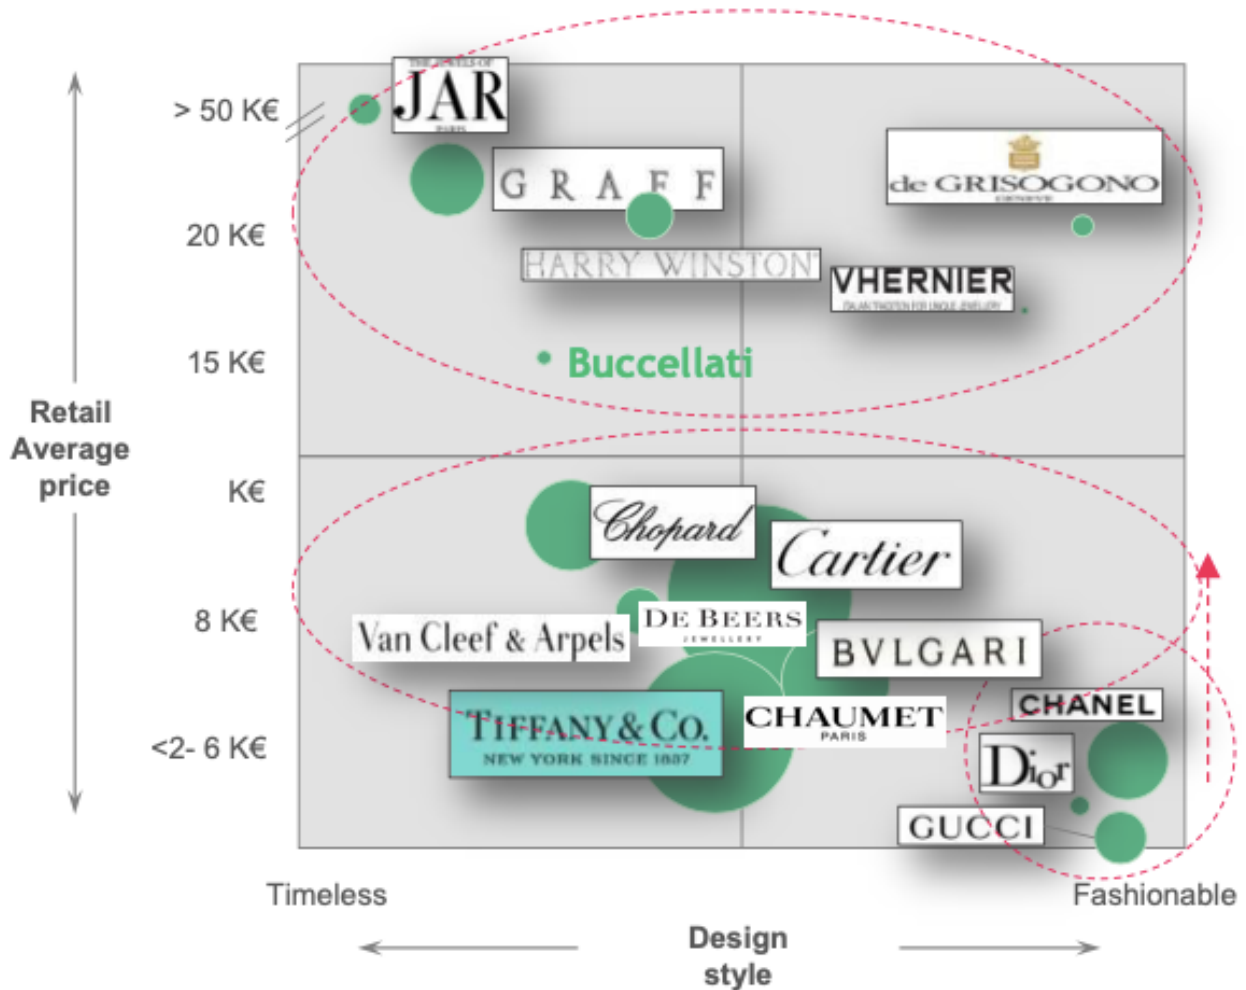 THE JEWELS OF
JAR
PARIS
> 50 K€
GRAFF
de GRISOGONO
GENEVE
20 K€
HARRY WINSTON
VHERNIER
15 K€
Buccellati
Retail
Average
price
K€
Chopard
Cartier
8 K€
DE BEERS
JEWELLERY
Van Cleef & Arpels
BVLGARI
CHANEL
TIFFANY & CO.
NEW YORK SINCE 1837
CHAUMET
PARIS
<2- 6 K€
Dior
GUCCI
Timeless
Fashionable
Design
style